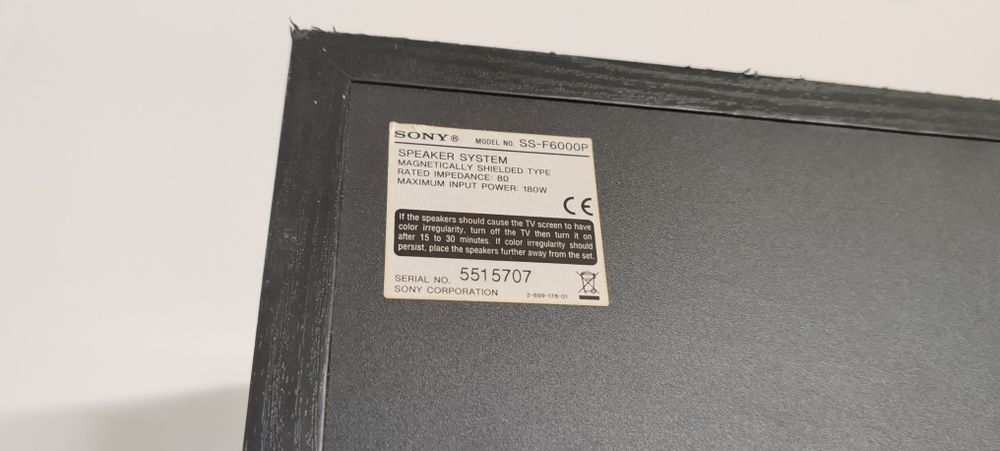 SONY® MODEL NO. SS-F6000P
SPEAKER SYSTEM
MAGNETICALLY SHIELDED TYPE
RATED IMPEDANCE: 8Ω
MAXIMUM INPUT POWER: 180W
CE
If the speakers should cause the TV screen to have
color irregularity, turn off the TV then turn it on
after 15 to 30 minutes. If color irregularity should
persist, place the speakers further away from the set.
SERIAL NO. 5515707
SONY CORPORATION 2-899-178-01